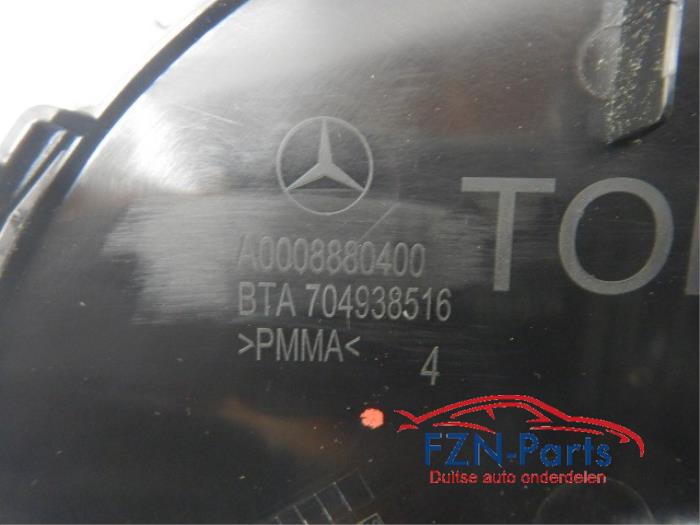 A0008880400
BTA 704938516
>PMMA<
4
FZN-Parts
Duitse auto onderdelen